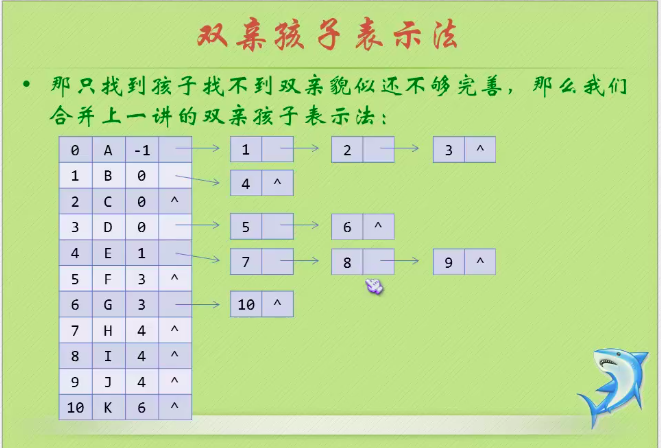 双亲孩子表示法
• 那只找到孩子找不到双亲貌似还不够完善，那么我们
合并上一讲的双亲孩子表示法：
0 A -1 1 2 3 ^
1 B 0 4 ^
2 C 0 ^
3 D 0 5 6 ^
4 E 1 7 8 9 ^
5 F 3 ^
6 G 3 10 ^
7 H 4 ^
8 I 4 ^
9 J 4 ^
10 K 6 ^